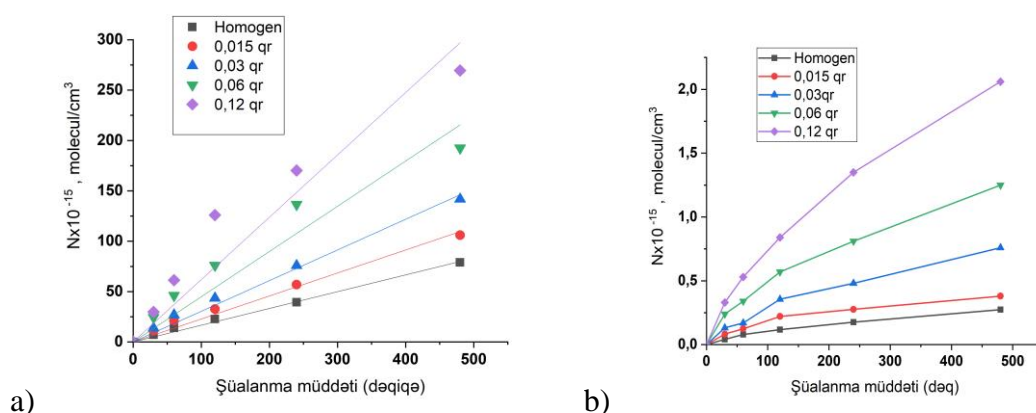 Homogen
0,015 qr
0,03 qr
0,06 qr
0,12 qr
300
250
200
150
100
50
0
Nx10 -15 , molecul/cm3
0 100 200 300 400 500
Şüalanma müddəti (dəqiqə)
a)
Homogen
0,015 qr
0,03qr
0,06 qr
0,12 qr
2,0
1,5
1,0
0,5
0,0
Nx10 -15, molecul/cm3
0 100 200 300 400 500
Şüalanma müddəti (dəq)
b)